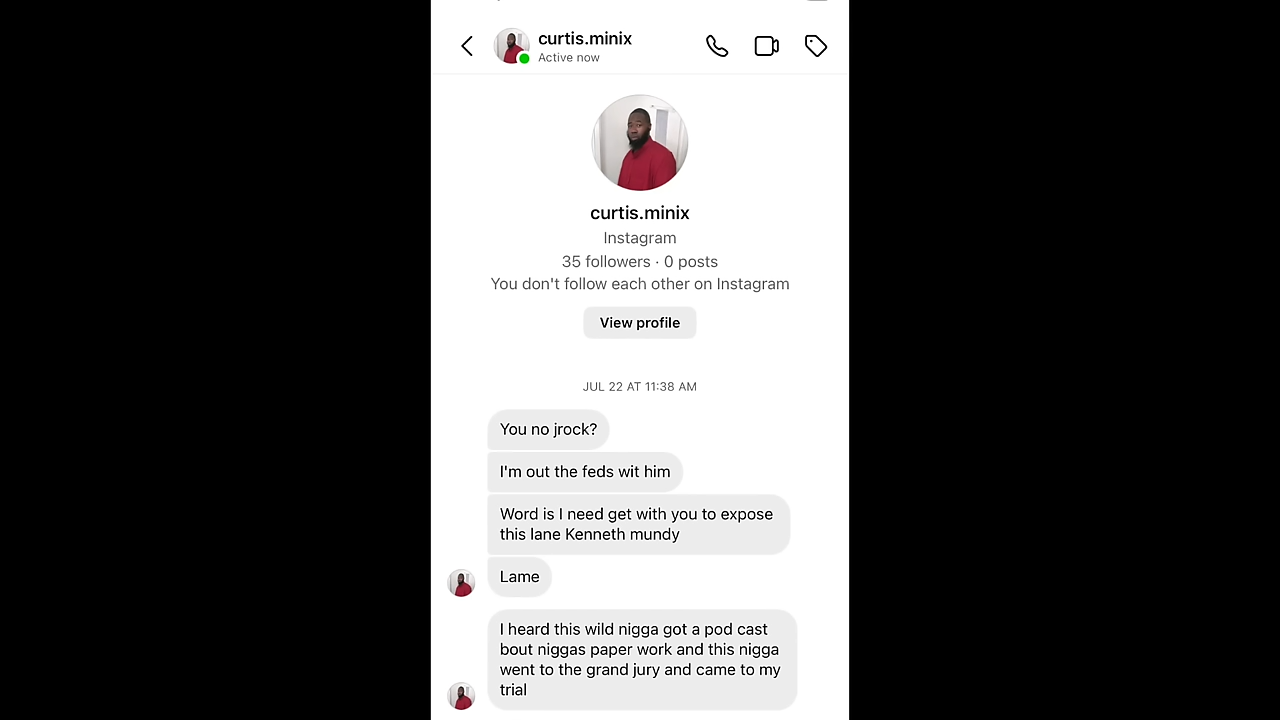 curtis.minix
Active now
curtis.minix
Instagram
35 followers · 0 posts
You don't follow each other on Instagram
View profile
JUL 22 AT 11:38 AM
You no jrock?
I'm out the feds wit him
Word is I need get with you to expose
this lane Kenneth mundy
Lame
I heard this wild nigga got a pod cast
bout niggas paper work and this nigga
went to the grand jury and came to my
trial